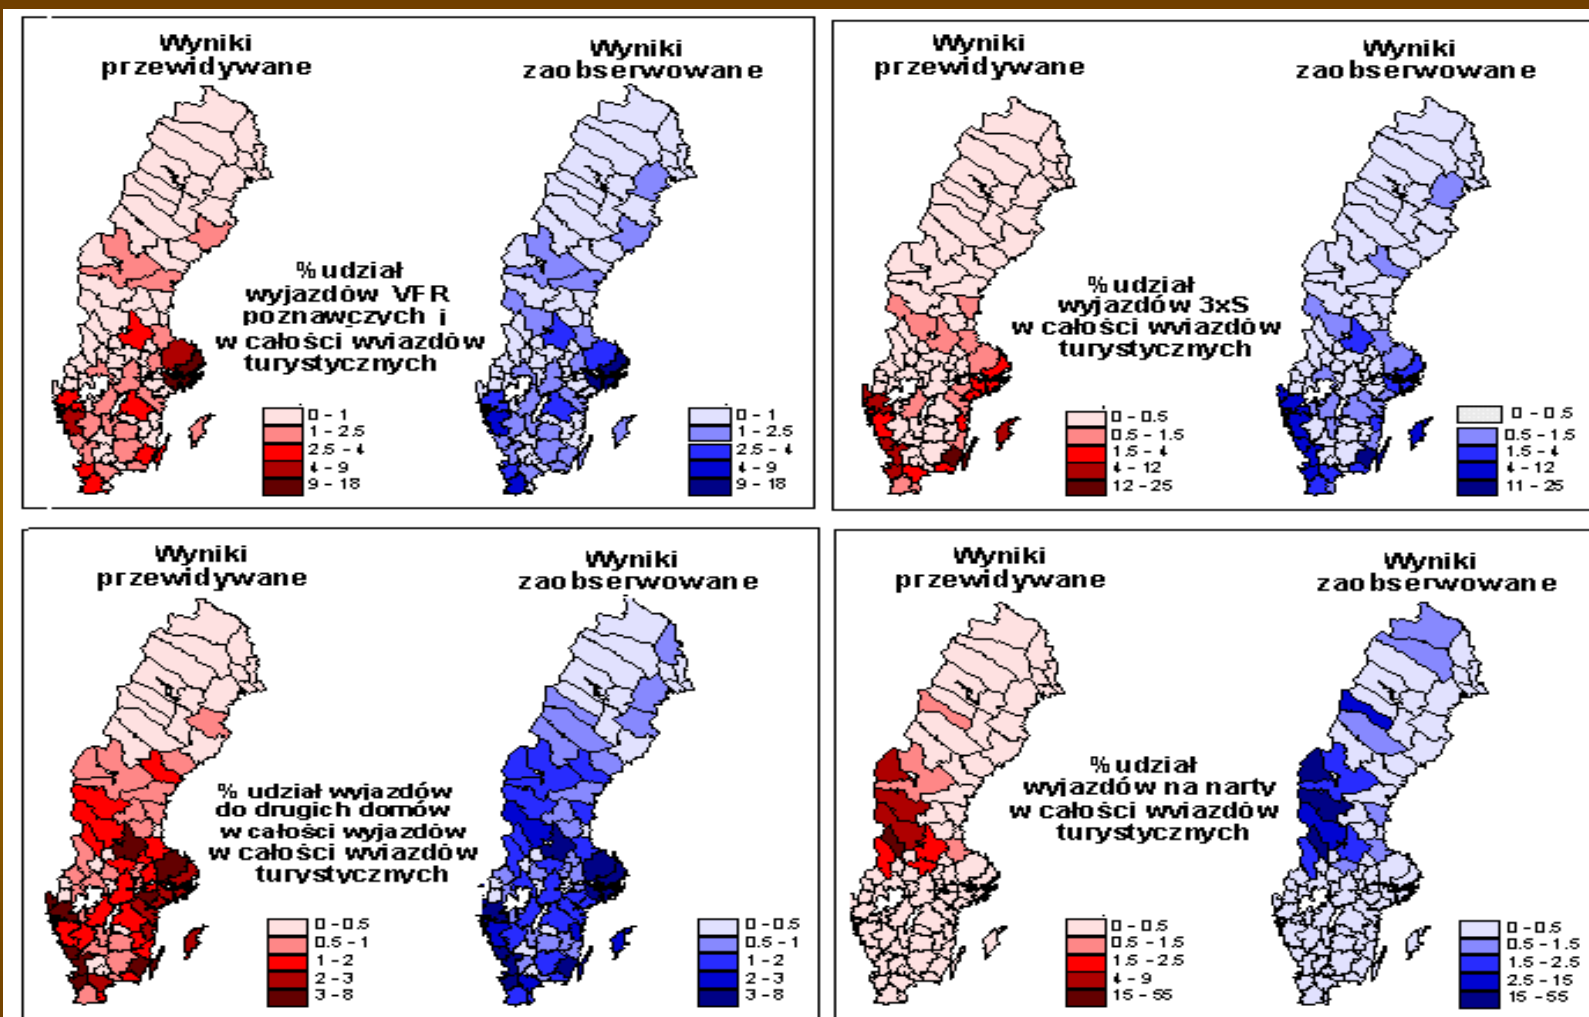 Wyniki
przewidywane
Wyniki
zaobserwowane
% udział
wyjazdów VFR
poznawczych i
w całości wviazdów
turystycznych
0 - 1
1 - 2.5
2.5 - 4
4 - 9
9 - 18
0 - 1
1 - 2.5
2.5 - 4
4 - 9
9 - 18
Wyniki
przewidywane
Wyniki
zaobserwowane
% udział
wyjazdów 3xS
w całości wviazdów
turystycznych
0 - 0.5
0.5 - 1.5
1.5 - 4
4 - 12
12 - 25
0 - 0.5
0.5 - 1.5
1.5 - 4
4 - 12
11 - 25
Wyniki
przewidywane
Wyniki
zaobserwowane
% udział wyjazdów
do drugich domów
w całości wyjazdów
w całości wviazdów
turystycznych
0 - 0.5
0.5 - 1
1 - 2
2 - 3
3 - 8
0 - 0.5
0.5 - 1
1 - 2
2 - 3
3 - 8
Wyniki
przewidywane
Wyniki
zaobserwowane
% udział
wyjazdów na narty
w całości wviazdów
turystycznych
0 - 0.5
0.5 - 1.5
1.5 - 2.5
4 - 9
15 - 55
0 - 0.5
0.5 - 1.5
1.5 - 2.5
2.5 - 15
15 - 55